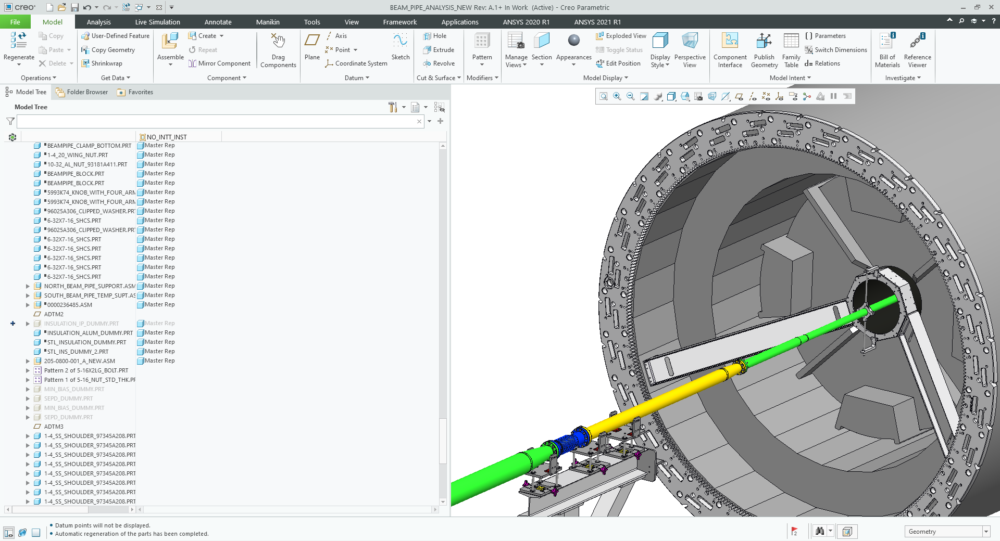 creo
BEAM_PIPE_ANALYSIS_NEW Rev: A.1+ In Work  (Active) - Creo Parametric
File Model Analysis Live Simulation Annotate Manikin Tools View Framework Applications ANSYS 2020 R1 ANSYS 2021 R1
Regenerate
Copy
Paste
Delete
Operations
User-Defined Feature
Copy Geometry
Shrinkwrap
Get Data
Assemble
Create
Repeat
Mirror Component
Drag
Components
Component
Plane
Axis
Point
Coordinate System
Sketch
Datum
Hole
Extrude
Revolve
Cut & Surface
Pattern
Modifiers
Manage
Views
Section
Appearances
Exploded View
Toggle Status
Edit Position
Display
Style
Perspective
View
Model Display
Component
Interface
Publish
Geometry
Family
Table
Parameters
Switch Dimensions
Relations
Model Intent
Bill of
Materials
Reference
Viewer
Investigate
Model Tree Folder Browser Favorites
Model Tree
NO_INTT_INST
BEAMPIPE_CLAMP_BOTTOM.PRT Master Rep
1-4_20_WING_NUT.PRT Master Rep
10-32_AL_NUT_93181A411.PRT Master Rep
BEAMPIPE_BLOCK.PRT Master Rep
BEAMPIPE_BLOCK.PRT Master Rep
5993K74_KNOB_WITH_FOUR_ARM Master Rep
5993K74_KNOB_WITH_FOUR_ARM Master Rep
96025A306_CLIPPED_WASHER.PRT Master Rep
6-32X7-16_SHCS.PRT Master Rep
96025A306_CLIPPED_WASHER.PRT Master Rep
6-32X7-16_SHCS.PRT Master Rep
6-32X7-16_SHCS.PRT Master Rep
6-32X7-16_SHCS.PRT Master Rep
6-32X7-16_SHCS.PRT Master Rep
6-32X7-16_SHCS.PRT Master Rep
NORTH_BEAM_PIPE_SUPPORT.ASM Master Rep
SOUTH_BEAM_PIPE_TEMP_SUPT.AS Master Rep
0000236485.ASM Master Rep
ADTM2
INSULATION_IP_DUMMY.PRT Master Rep
INSULATION_ALUM_DUMMY.PRT Master Rep
STL_INSULATION_DUMMY.PRT Master Rep
STL_INS_DUMMY_2.PRT Master Rep
205-0800-001_A_NEW.ASM Master Rep
Pattern 2 of 5-16X2LG_BOLT.PRT
Pattern 1 of 5-16_NUT_STD_THK.PR
MIN_BIAS_DUMMY.PRT
SEPD_DUMMY.PRT
MIN_BIAS_DUMMY.PRT
SEPD_DUMMY.PRT
ADTM3
1-4_SS_SHOULDER_97345A208.PRT
1-4_SS_SHOULDER_97345A208.PRT
1-4_SS_SHOULDER_97345A208.PRT
1-4_SS_SHOULDER_97345A208.PRT
1-4_SS_SHOULDER_97345A208.PRT
1-4_SS_SHOULDER_97345A208.PRT
1-4_SS_SHOULDER_97345A208.PRT
1-4_SS_SHOULDER_97345A208.PRT
• Datum points will not be displayed.
• Automatic regeneration of the parts has been completed.
2
Geometry